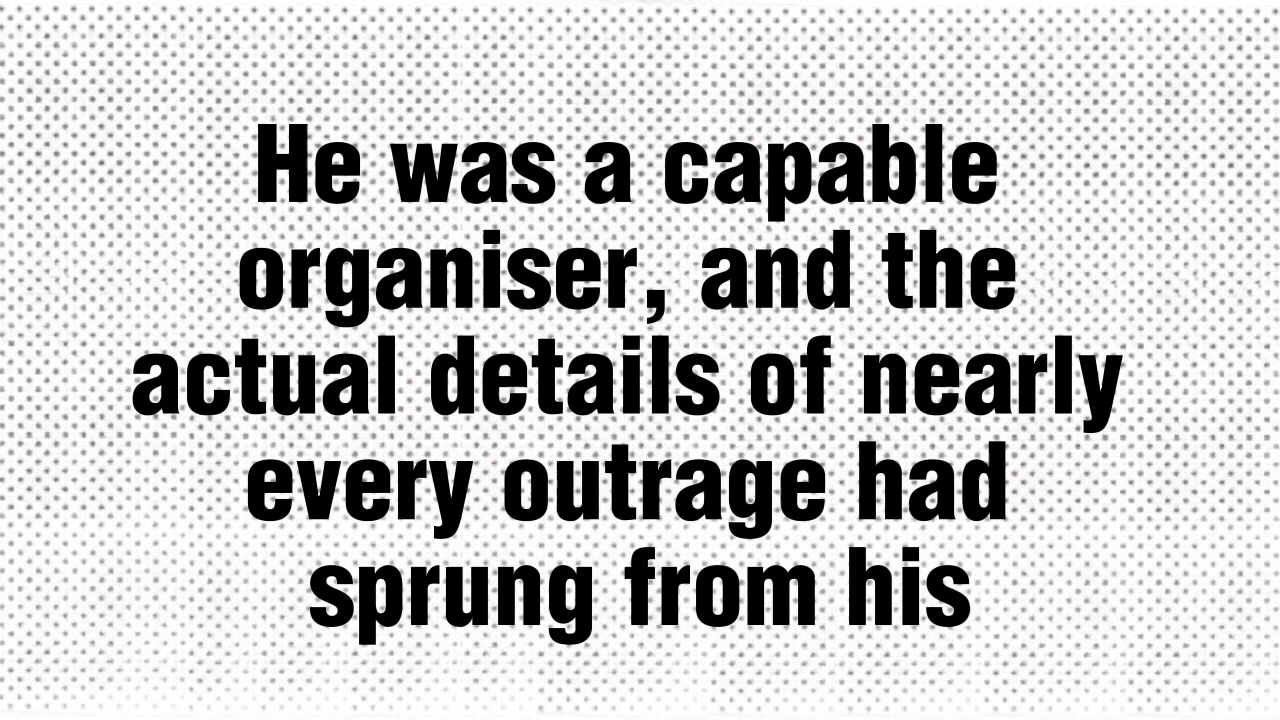 He was a capable
organiser, and the
actual details of nearly
every outrage had
sprung from his